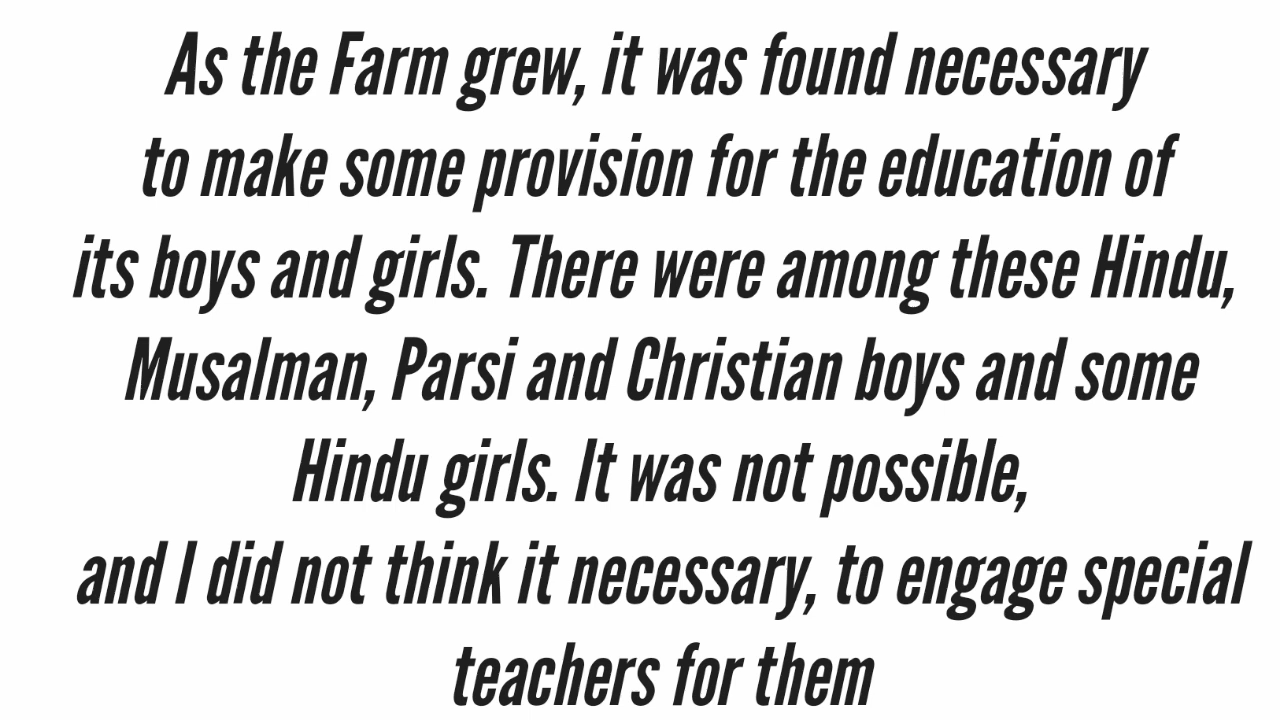 As the Farm grew, it was found necessary
to make some provision for the education of
its boys and girls. There were among these Hindu,
Musalman, Parsi and Christian boys and some
Hindu girls. It was not possible,
and I did not think it necessary, to engage special
teachers for them